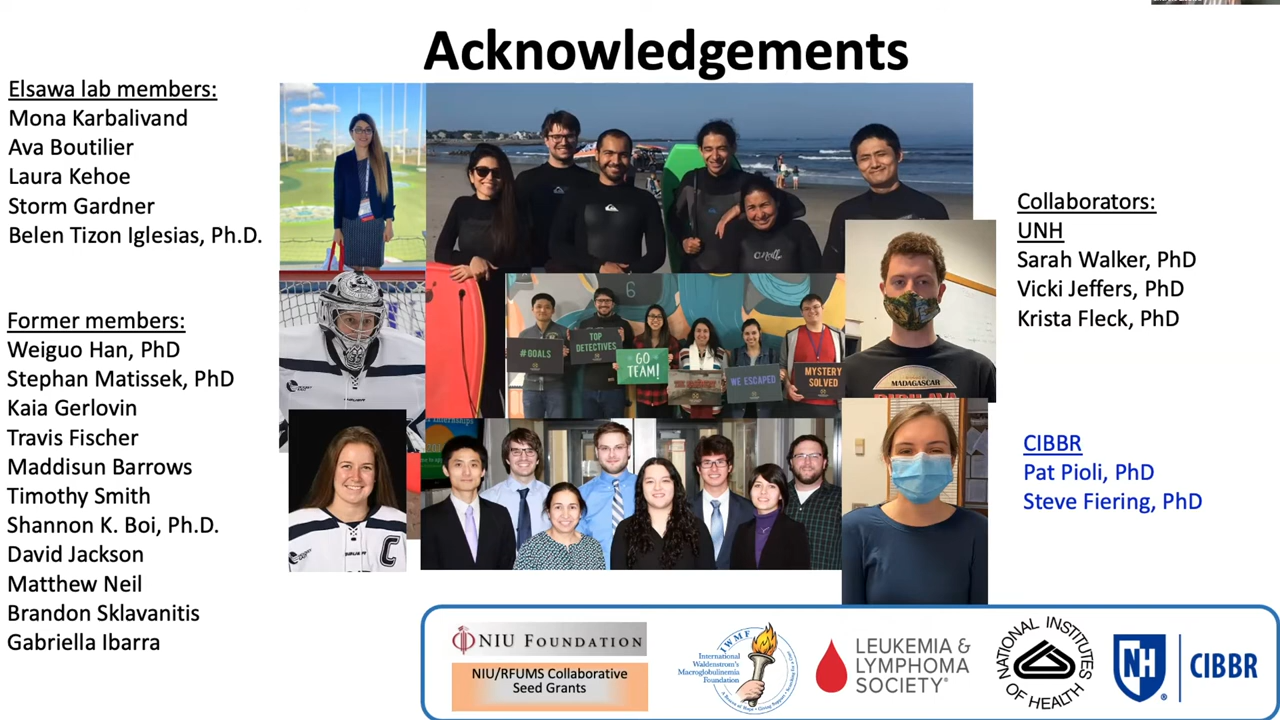 Acknowledgements
Elsawa lab members:
Mona Karbalivand
Ava Boutilier
Laura Kehoe
Storm Gardner
Belen Tizon Iglesias, Ph.D.
Former members:
Weiguo Han, PhD
Stephan Matissek, PhD
Kaia Gerlovin
Travis Fischer
Maddisun Barrows
Timothy Smith
Shannon K. Boi, Ph.D.
David Jackson
Matthew Neil
Brandon Sklavanitis
Gabriella Ibarra
6
#GOALS
TOP
DETECTIVES
GO
TEAM!
WE ESCAPED
MYSTERY
SOLVED
O'NEILL
C
MADAGASCAR
Collaborators:
UNH
Sarah Walker, PhD
Vicki Jeffers, PhD
Krista Fleck, PhD
CIBBR
Pat Pioli, PhD
Steve Fiering, PhD
NIU FOUNDATION
NIU/RFUMS Collaborative
Seed Grants
IWMF
International
Waldenstrom's
Macroglobulinemia
Foundation
LEUKEMIA &
LYMPHOMA
SOCIETY®
NATIONAL INSTITUTES
OF HEALTH
NH
®
CIBBR